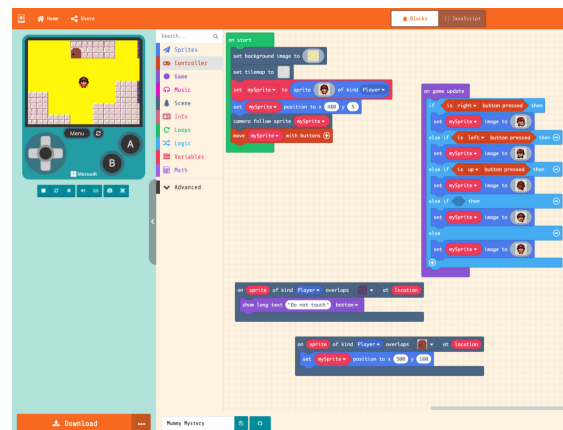 Home Share Blocks JavaScript
Search...
Sprites
Controller
Game
Music
Scene
Info
Loops
Logic
Variables
Math
Advanced
Menu
A
B
Microsoft
on start
set background image to
set tilemap to
set mySprite to sprite of kind Player
set mySprite position to x 480 y 5
camera follow sprite mySprite
move mySprite with buttons
on game update
if is right button pressed then
set mySprite image to
else if is left button pressed then
set mySprite image to
else if is up button pressed then
set mySprite image to
else if then
set mySprite image to
else
set mySprite image to
on sprite of kind Player overlaps at location
show long text "Do not touch" bottom
on sprite of kind Player overlaps at location
set mySprite position to x 500 y 160
Download
Mummy Mystery